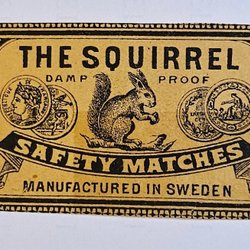 THE SQUIRREL
DAMP PROOF
SAFETY MATCHES
MANUFACTURED IN SWEDEN